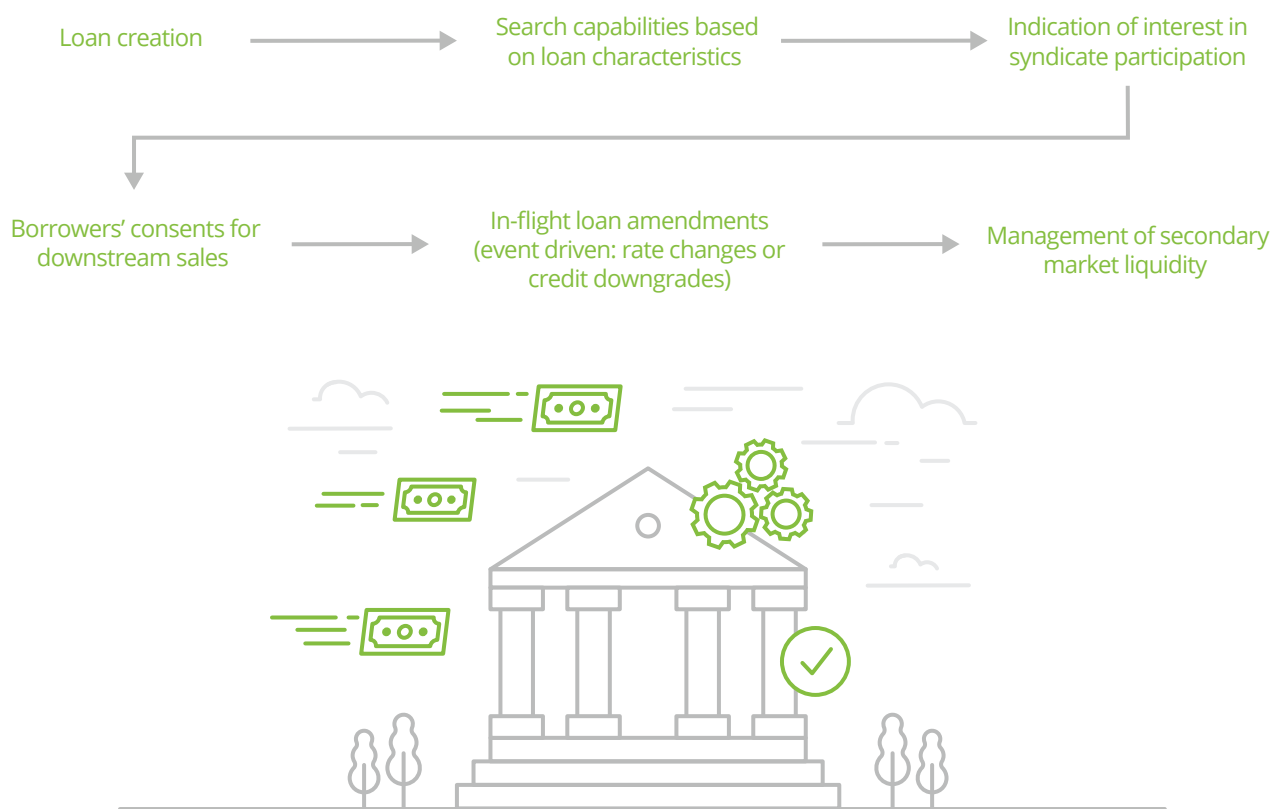 Loan creation
Search capabilities based
on loan characteristics
Indication of interest in
syndicate participation
Borrowers’ consents for
downstream sales
In-flight loan amendments
(event driven: rate changes or
credit downgrades)
Management of secondary
market liquidity